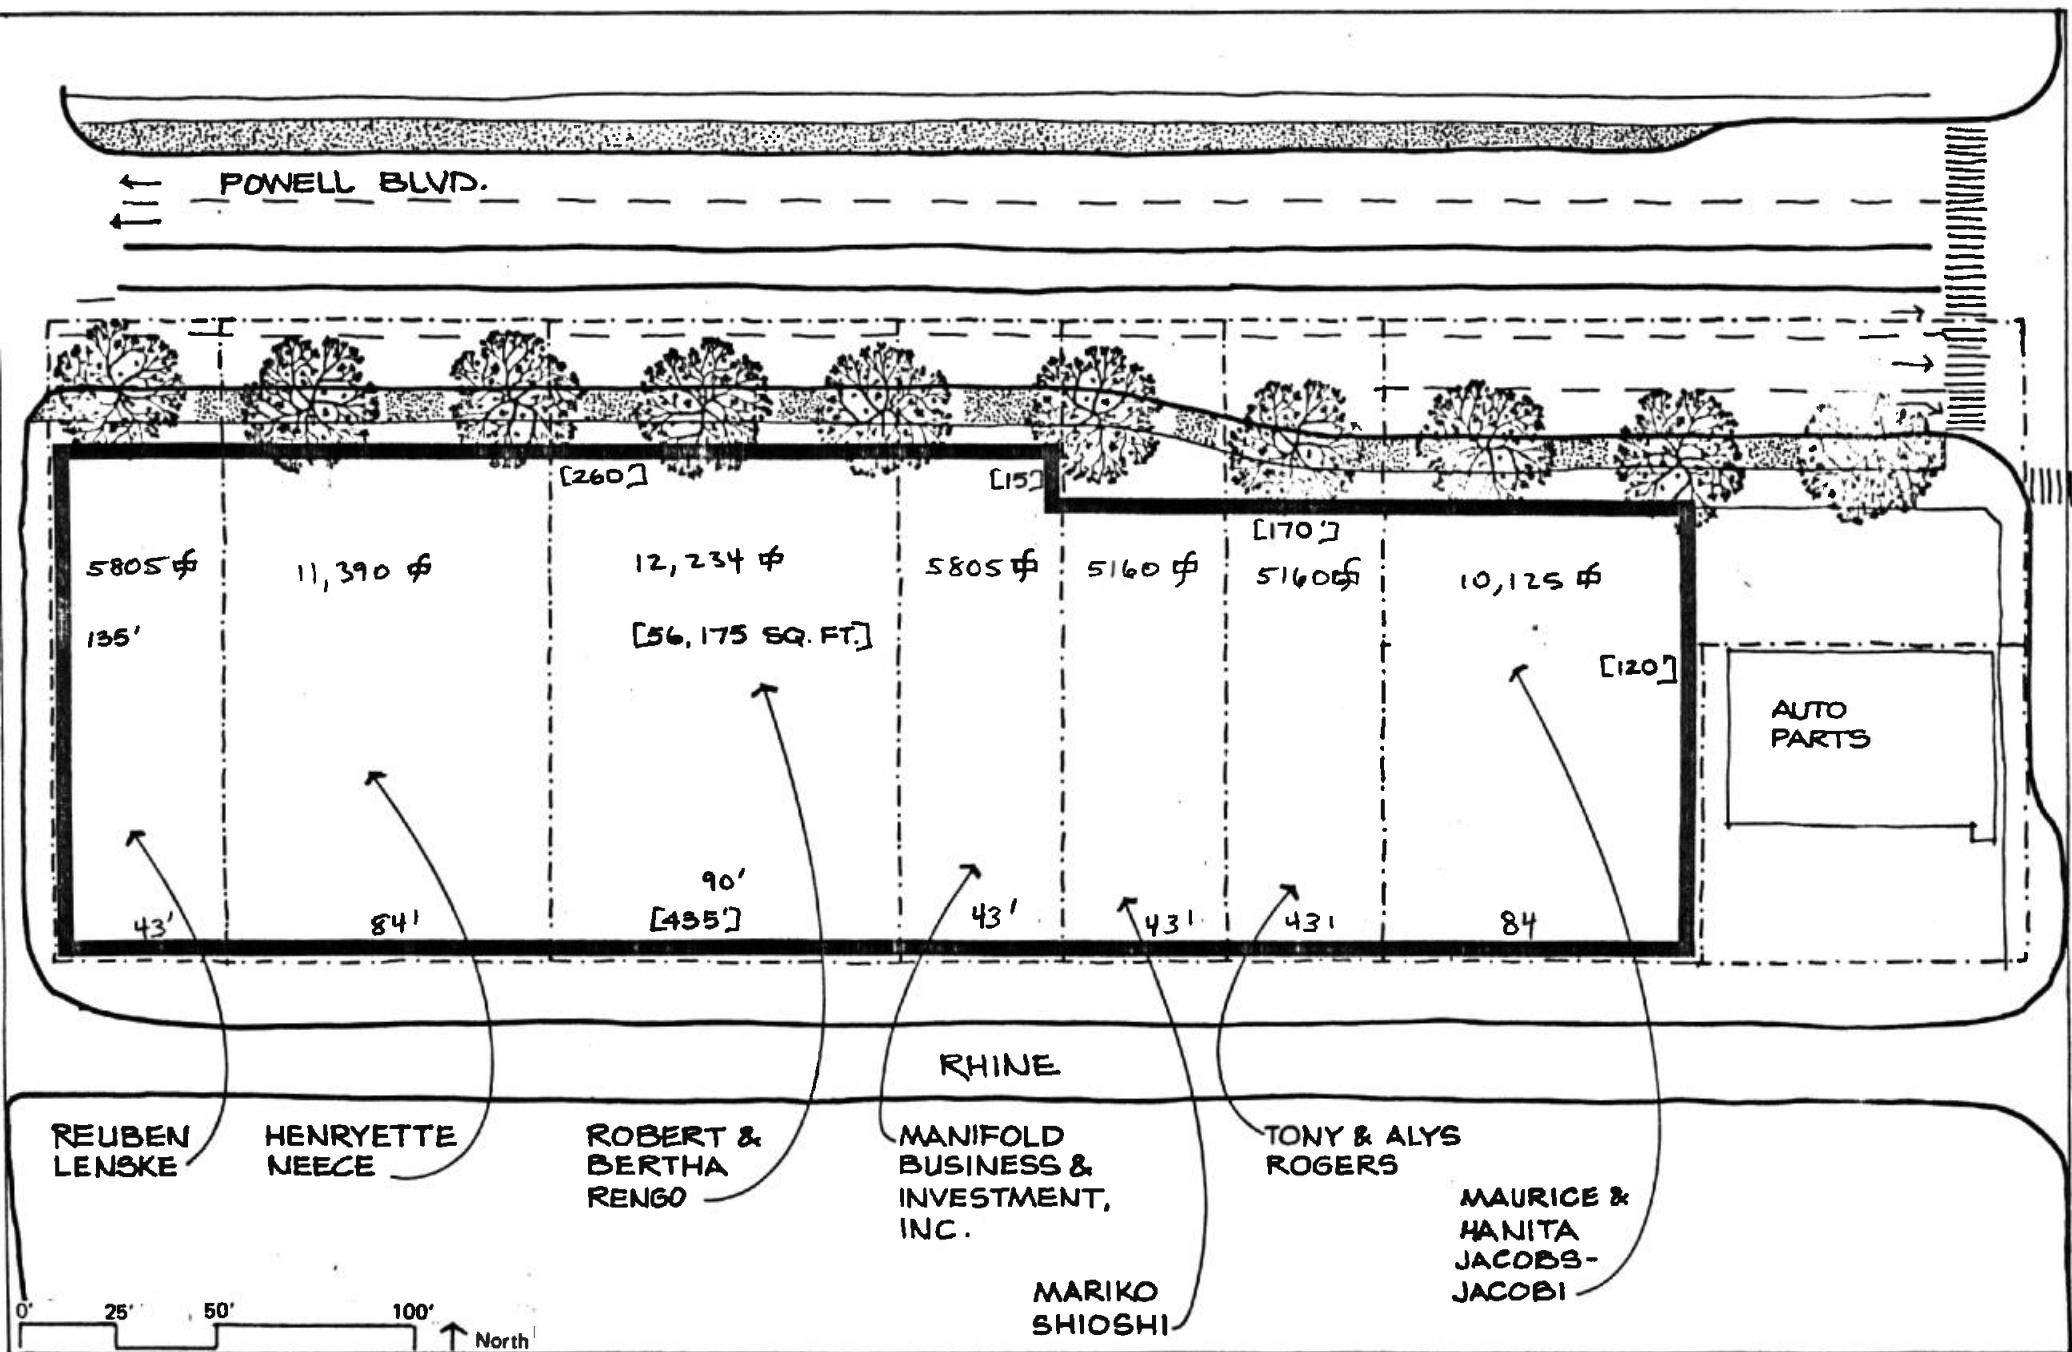 POWELL BLVD.
[260']
[15']
[170']
5805 ⌽
11,390 ⌽
12,234 ⌽
5805 ⌽
5160 ⌽
5160 ⌽
10,125 ⌽
135'
[56,175 SQ. FT.]
[120']
AUTO
PARTS
90'
43'
84'
[435']
43'
43'
43'
84
RHINE
REUBEN
LENSKE
HENRYETTE
NEECE
ROBERT &
BERTHA
RENGO
MANIFOLD
BUSINESS &
INVESTMENT,
INC.
MARIKO
SHIOSHI
TONY & ALYS
ROGERS
MAURICE &
HANITA
JACOBS-
JACOBI
0' 25' 50' 100'
North